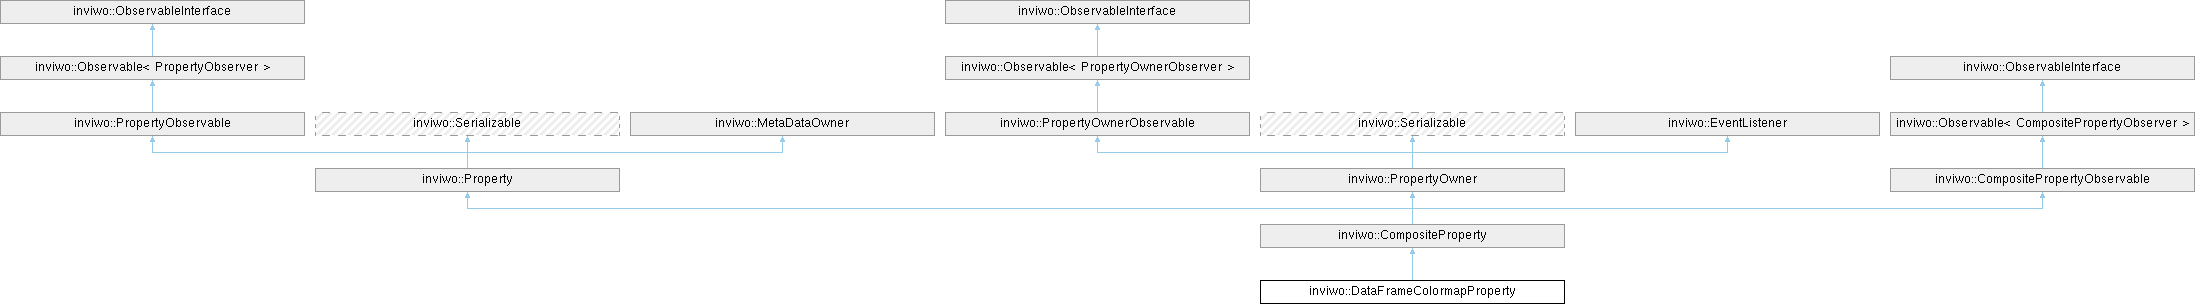 inviwo::ObservableInterface
inviwo::ObservableInterface
inviwo::Observable< PropertyObserver >
inviwo::Observable< PropertyOwnerObserver >
inviwo::ObservableInterface
inviwo::PropertyObservable
inviwo::Serializable
inviwo::MetaDataOwner
inviwo::PropertyOwnerObservable
inviwo::Serializable
inviwo::EventListener
inviwo::Observable< CompositePropertyObserver >
inviwo::Property
inviwo::PropertyOwner
inviwo::CompositePropertyObservable
inviwo::CompositeProperty
inviwo::DataFrameColormapProperty